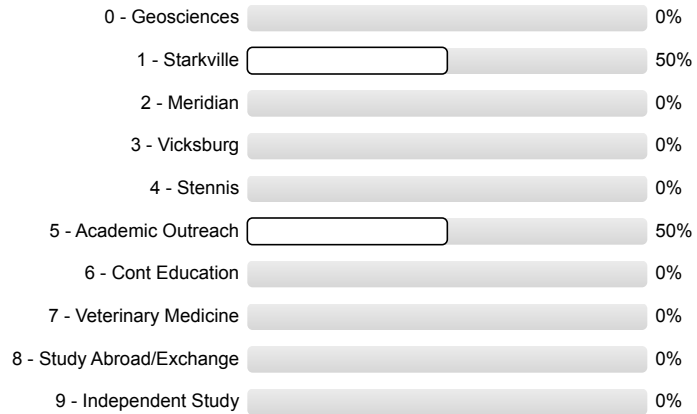 0 - Geosciences 0%
1 - Starkville 50%
2 - Meridian 0%
3 - Vicksburg 0%
4 - Stennis 0%
5 - Academic Outreach 50%
6 - Cont Education 0%
7 - Veterinary Medicine 0%
8 - Study Abroad/Exchange 0%
9 - Independent Study 0%